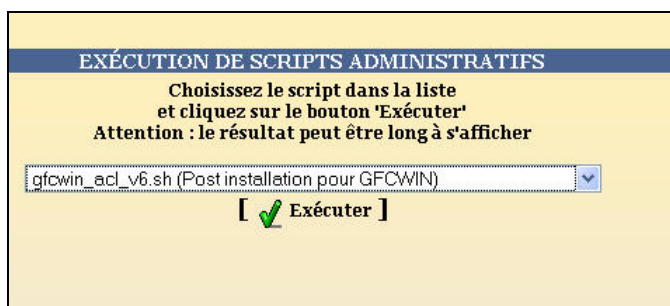 EXÉCUTION DE SCRIPTS ADMINISTRATIFS
Choisissez le script dans la liste
et cliquez sur le bouton 'Exécuter'
Attention : le résultat peut être long à s'afficher
gfcwin_acl_v6.sh (Post installation pour GFCWIN)
[ Exécuter ]